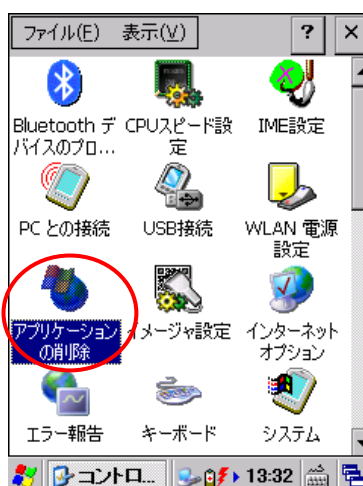 ファイル(F) 表示(V) ? ×
Bluetooth デ
バイスのプロ...
CPUスピード設
定
IME設定
PC との接続
USB接続
WLAN 電源
設定
アプリケーション
の削除
イメージャ設定
インターネット
オプション
エラー報告
キーボード
システム
コントロ... 13:32